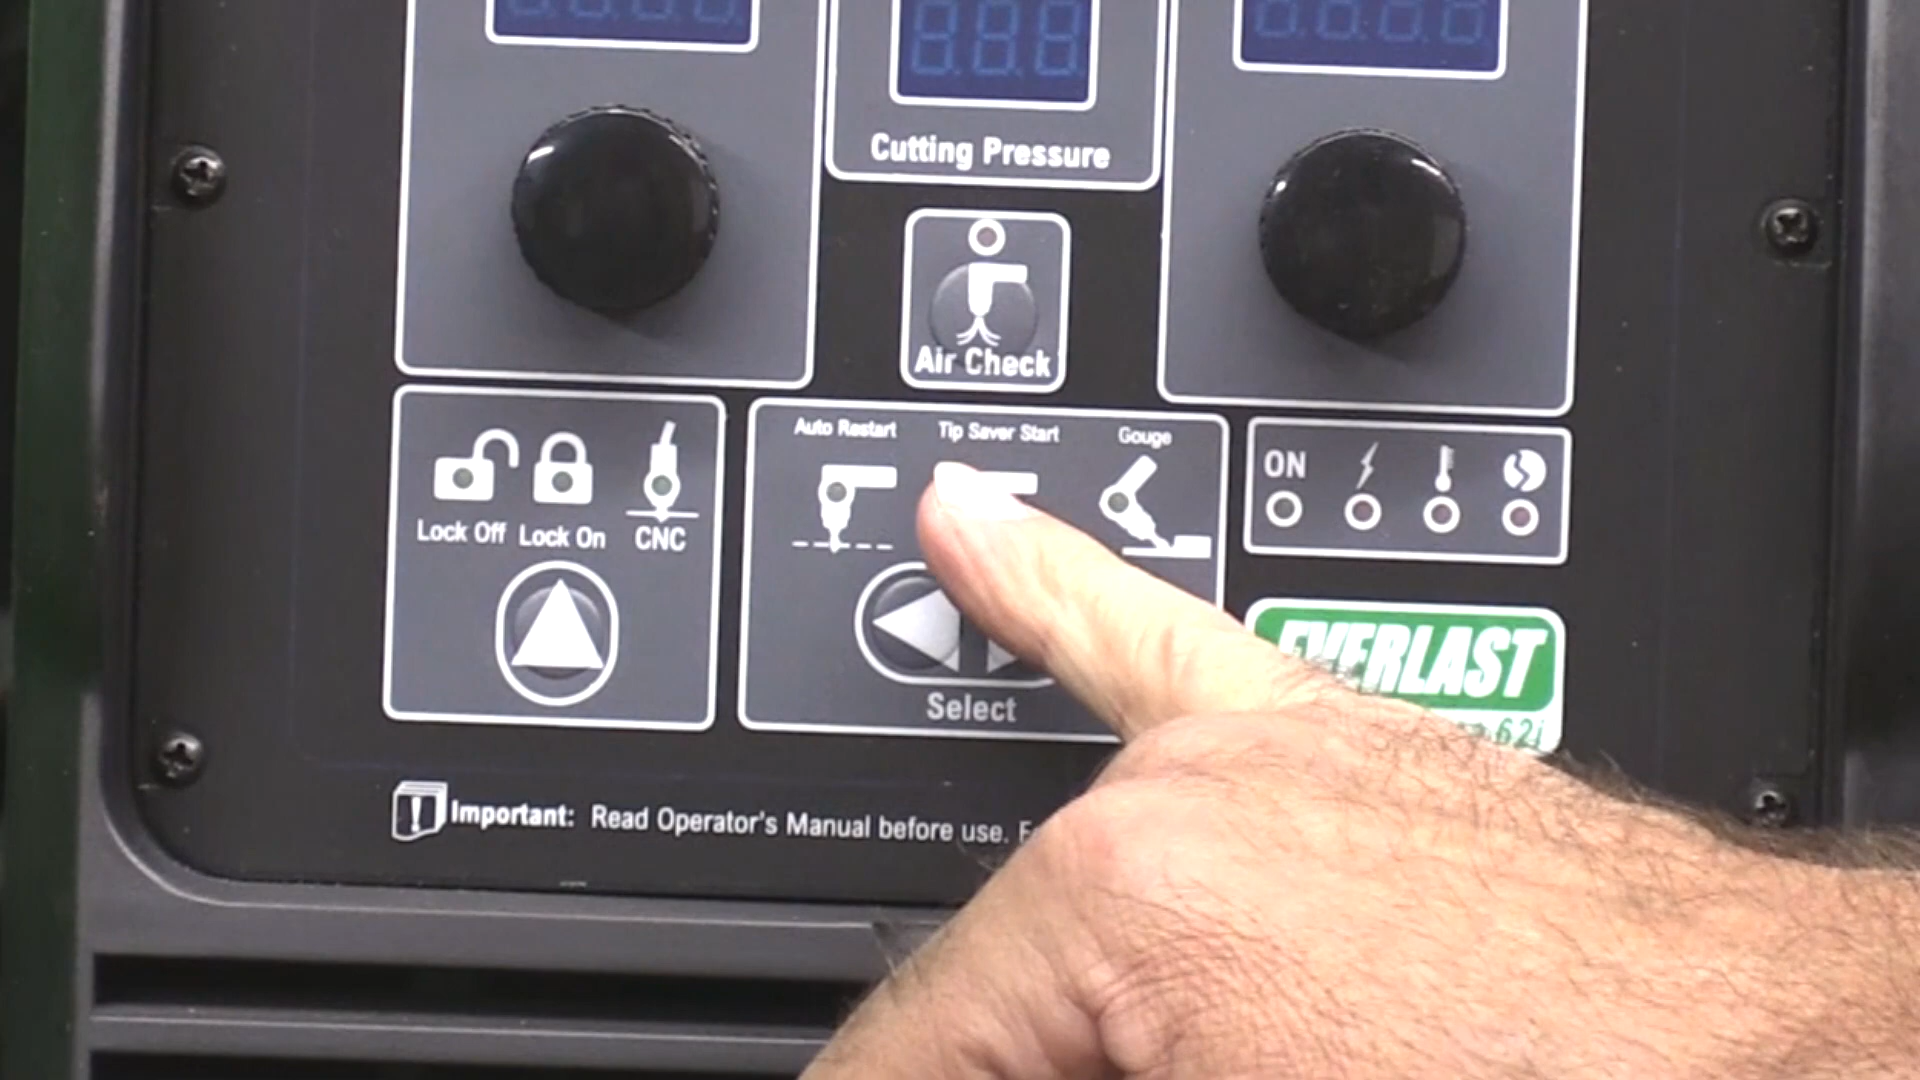 Cutting Pressure
Air Check
Auto Restart
Tip Saver Start
Gouge
Lock Off
Lock On
CNC
ON
Select
EVERLAST
62i
Important: Read Operator's Manual before use.